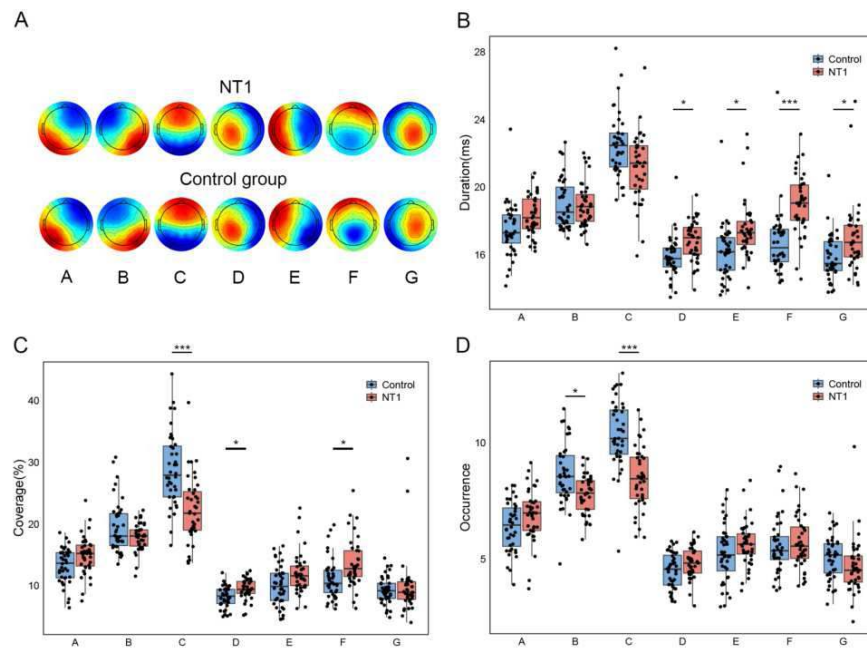 A
NT1
Control group
A B C D E F G
B
Duration(ms)
28
24
20
16
Control
NT1
* * *** *
A B C D E F G
C
Coverage(%)
40
30
20
10
Control
NT1
***
* *
A B C D E F G
D
Occurrence
10
5
Control
NT1
***
*
A B C D E F G